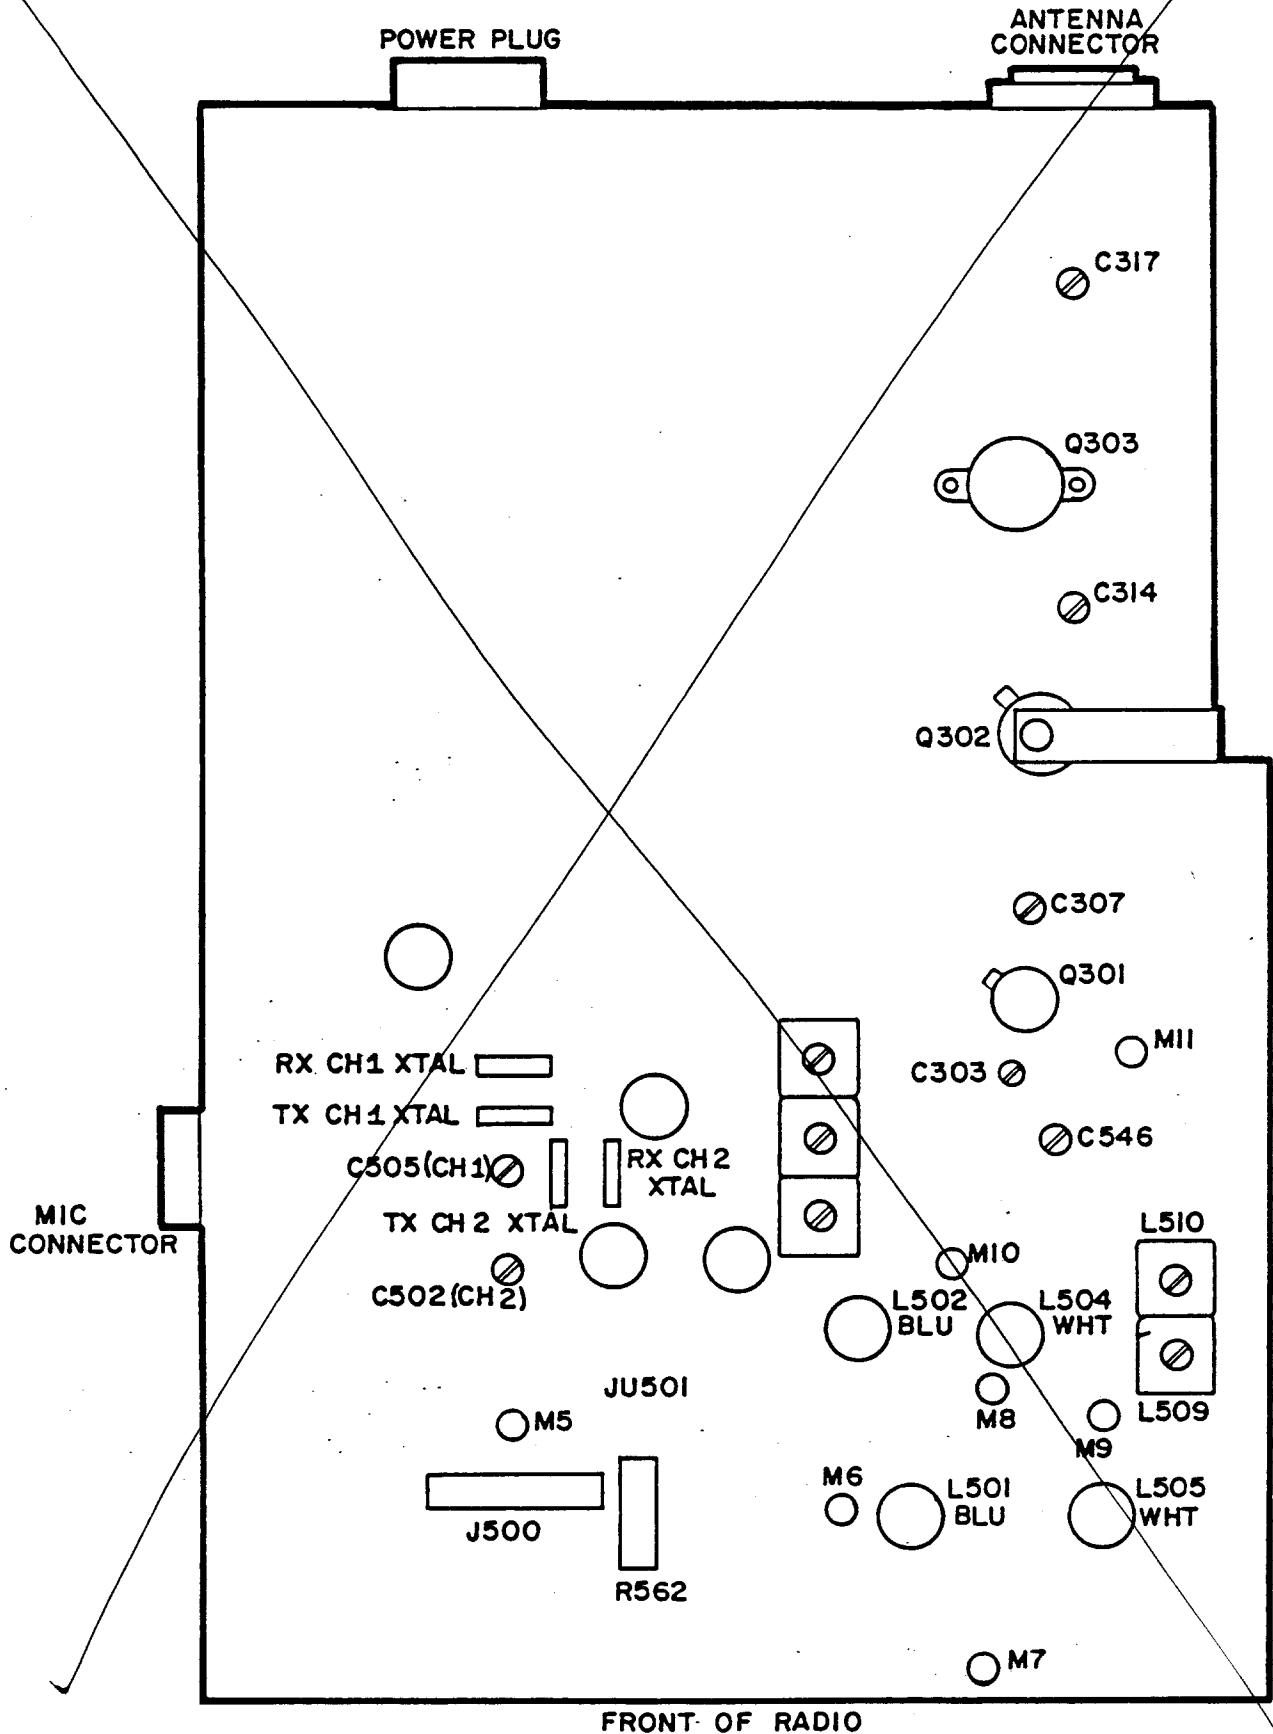 POWER PLUG
ANTENNA
CONNECTOR
C317
Q303
C314
Q302
C307
Q301
M11
C303
C546
RX CH1 XTAL
TX CH1 XTAL
C505(CH1)
RX CH2
XTAL
TX CH2 XTAL
C502(CH2)
MIC
CONNECTOR
L510
M10
L502
BLU
L504
WHT
JU501
M8
L509
M5
M9
M6
L501
BLU
L505
WHT
J500
R562
M7
FRONT OF RADIO